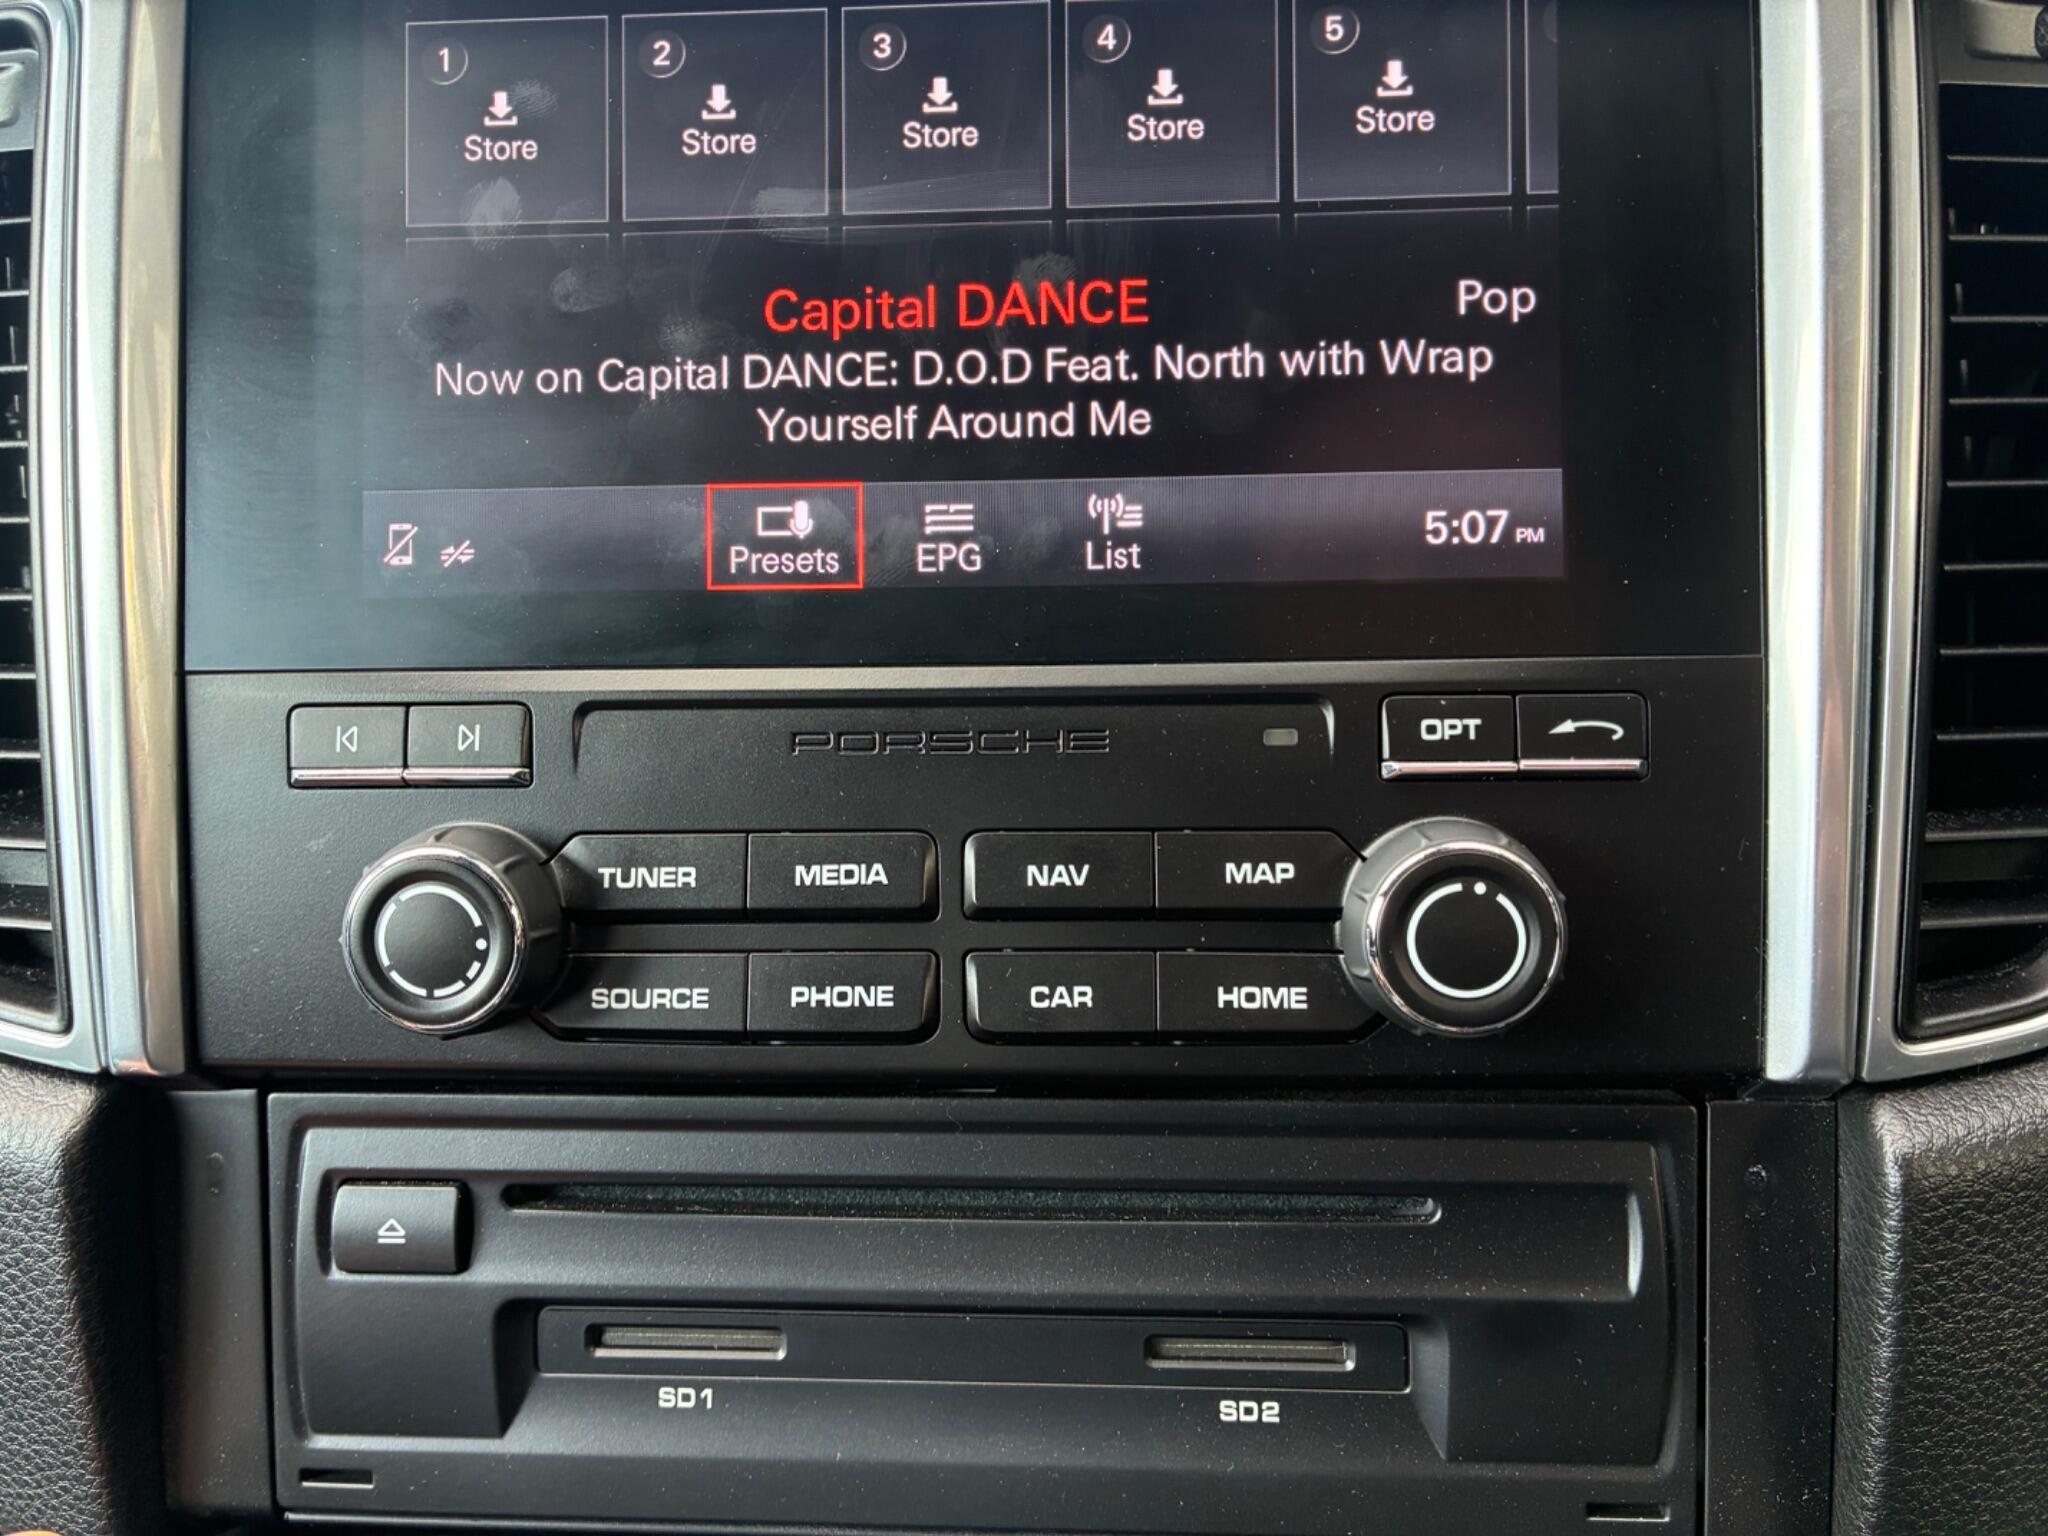 1 2 3 4 5
Store Store Store Store Store
Capital DANCE Pop
Now on Capital DANCE: D.O.D Feat. North with Wrap
Yourself Around Me
Presets EPG List 5:07 PM
PORSCHE OPT
TUNER MEDIA NAV MAP
SOURCE PHONE CAR HOME
SD1 SD2